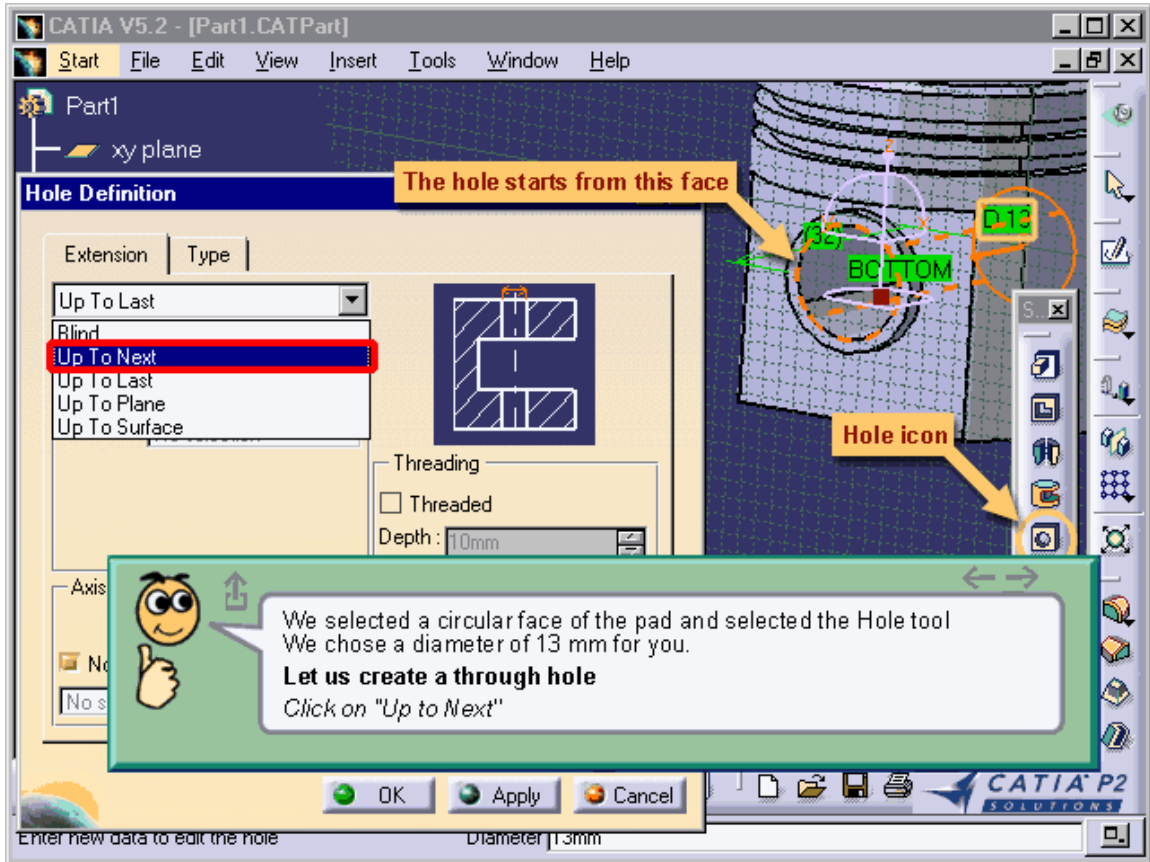 CATIA V5.2 - [Part1.CATPart]
Start File Edit View Insert Tools Window Help
Part1
xy plane
Hole Definition
The hole starts from this face
D 13
(32)
BOTTOM
Extension Type
S...
Up To Last
Blind
Up To Next
Up To Last
Up To Plane
Up To Surface
Hole icon
Threading
Threaded
Depth : 10mm
Axis
We selected a circular face of the pad and selected the Hole tool
We chose a diameter of 13 mm for you.
Let us create a through hole
Click on "Up to Next"
No
No s
OK Apply Cancel
CATIA P2
SOLUTIONS
Enter new data to edit the hole
Diameter 13mm